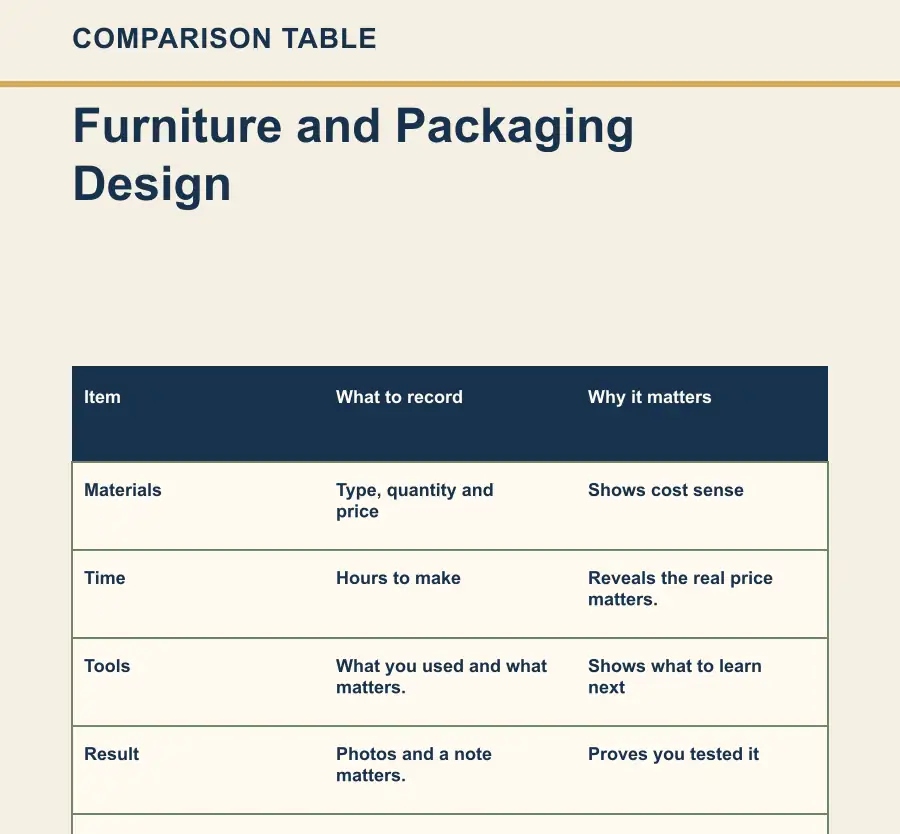 COMPARISON TABLE
Furniture and Packaging
Design
Item What to record Why it matters
Materials Type, quantity and Shows cost sense
price
Time Hours to make Reveals the real price
matters.
Tools What you used and what Shows what to learn
matters. next
Result Photos and a note Proves you tested it
matters.